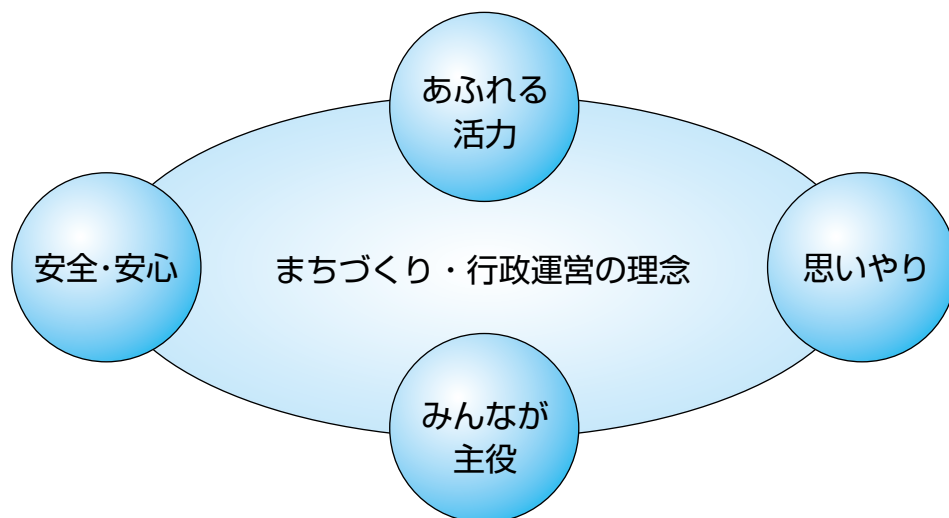 あふれる
活力
安全・安心
まちづくり・行政運営の理念
思いやり
みんなが
主役